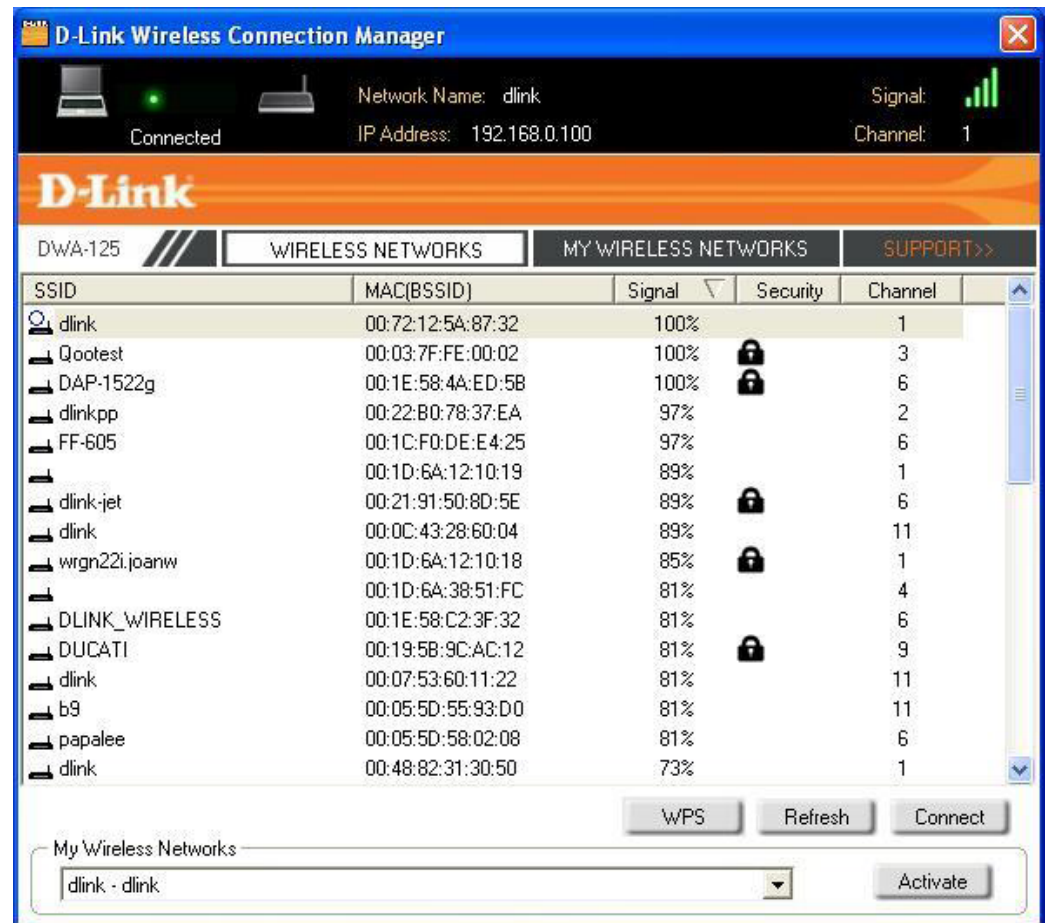 D-Link Wireless Connection Manager
Network Name: dlink Signal:
Connected IP Address: 192.168.0.100 Channel: 1
D-Link
DWA-125 WIRELESS NETWORKS MY WIRELESS NETWORKS SUPPORT>>
SSID MAC(BSSID) Signal Security Channel
dlink 00:72:12:5A:87:32 100% 1
Qootest 00:03:7F:FE:00:02 100% 3
DAP-1522g 00:1E:58:4A:ED:5B 100% 6
dlinkpp 00:22:B0:78:37:EA 97% 2
FF-605 00:1C:F0:DE:E4:25 97% 6
00:1D:6A:12:10:19 89% 1
dlink-jet 00:21:91:50:8D:5E 89% 6
dlink 00:0C:43:28:60:04 89% 11
wrgn22i.joanw 00:1D:6A:12:10:18 85% 1
00:1D:6A:38:51:FC 81% 4
DLINK_WIRELESS 00:1E:58:C2:3F:32 81% 6
DUCATI 00:19:5B:9C:AC:12 81% 9
dlink 00:07:53:60:11:22 81% 11
b9 00:05:5D:55:93:D0 81% 11
papalee 00:05:5D:58:02:08 81% 6
dlink 00:48:82:31:30:50 73% 1
WPS Refresh Connect
My Wireless Networks
dlink - dlink Activate